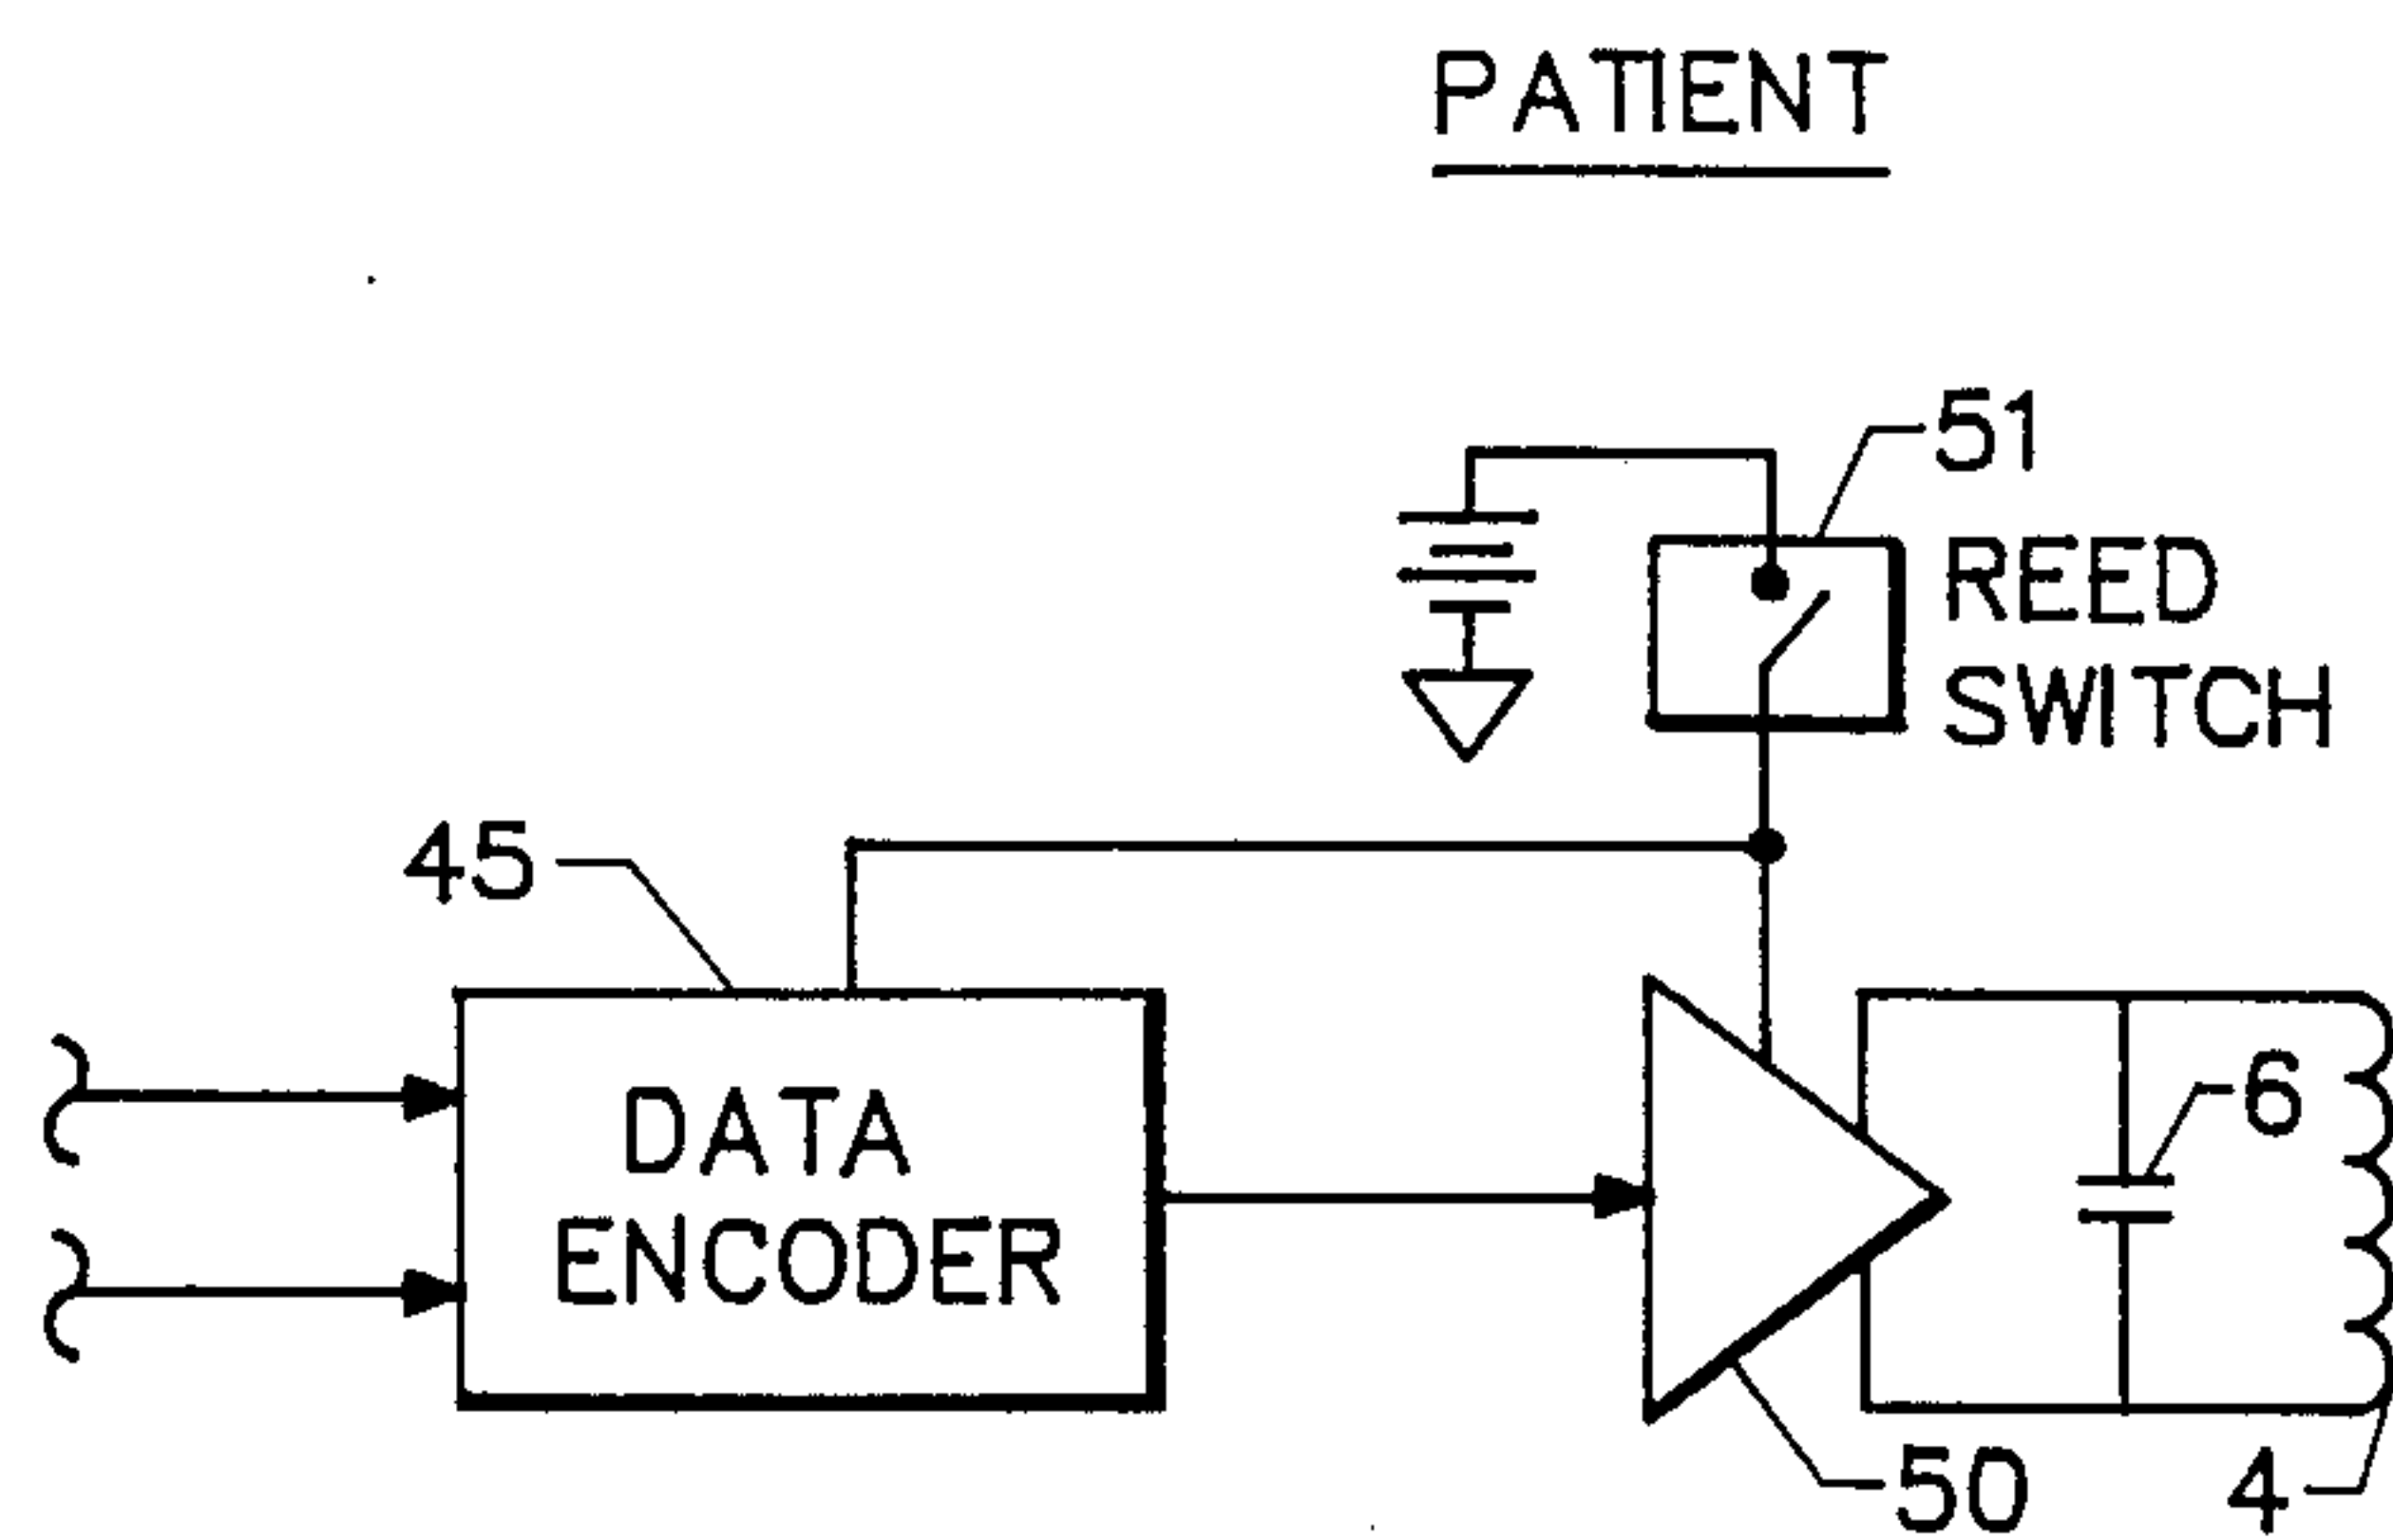 PATIENT
51
REED
SWITCH
45
DATA
ENCODER
6
50
4